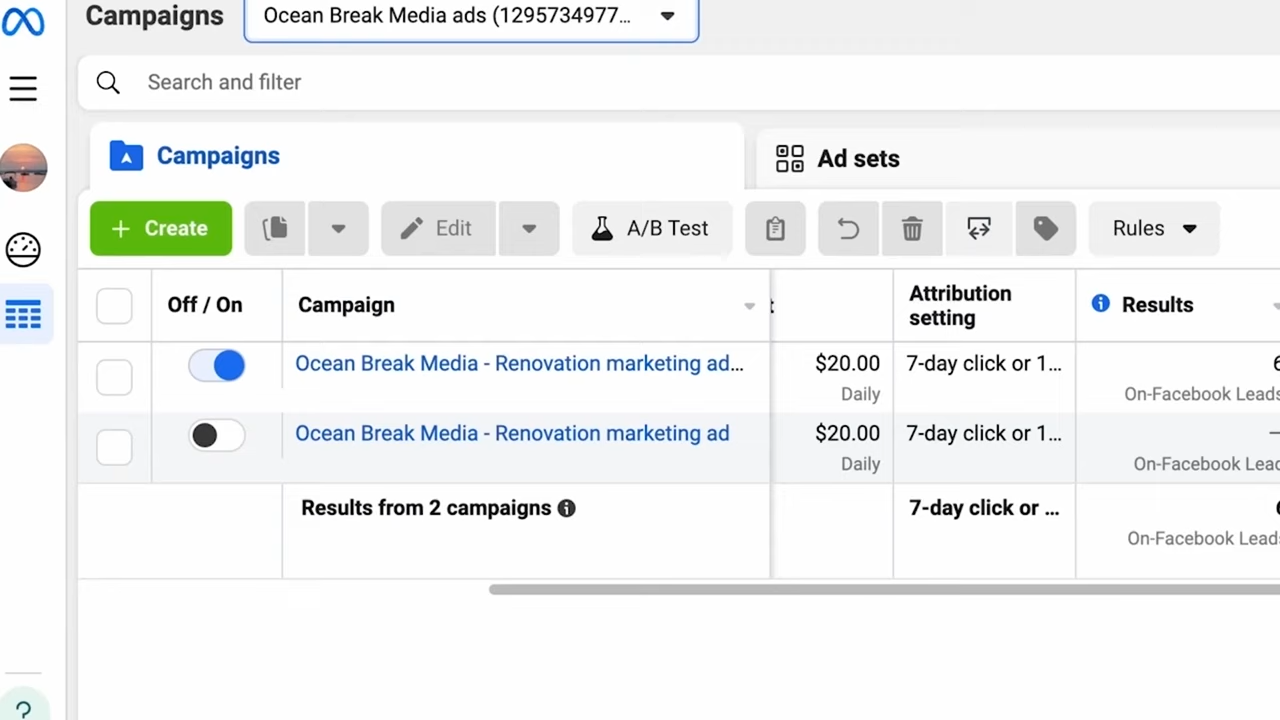 Campaigns
Ocean Break Media ads (1295734977...
Search and filter
Campaigns
Ad sets
+ Create
Edit
A/B Test
Rules
Off / On
Campaign
Attribution
setting
Results
Ocean Break Media - Renovation marketing ad...
$20.00
7-day click or 1...
Daily
On-Facebook Leads
Ocean Break Media - Renovation marketing ad
$20.00
7-day click or 1...
Daily
On-Facebook Lead
Results from 2 campaigns
7-day click or ...
On-Facebook Leads
?